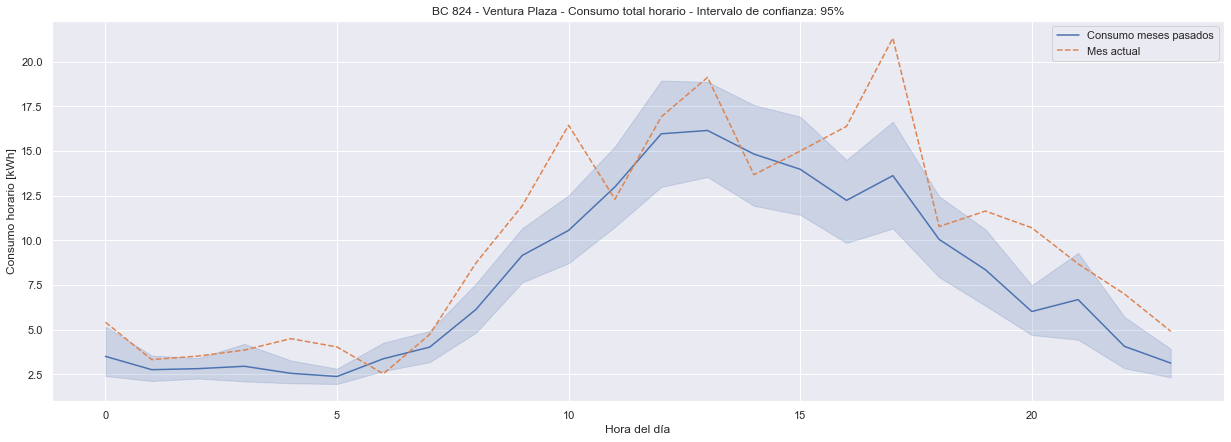 BC 824 - Ventura Plaza - Consumo total horario - Intervalo de confianza: 95%
Consumo meses pasados
Mes actual
Consumo horario [kWh]
20.0
17.5
15.0
12.5
10.0
7.5
5.0
2.5
0
5
10
15
20
Hora del día